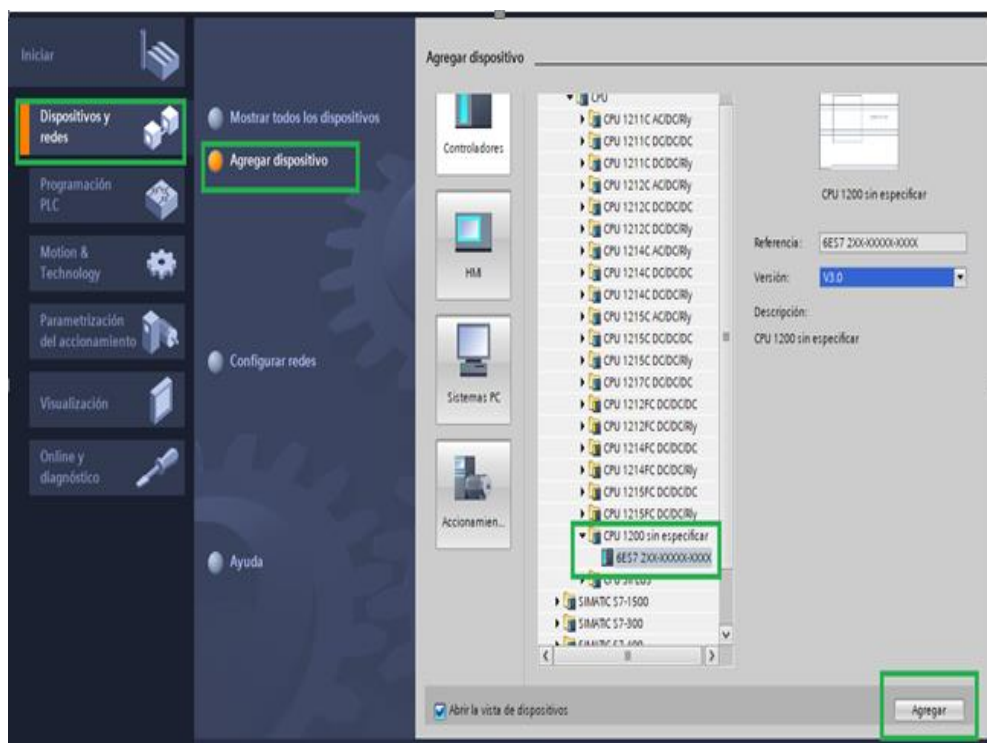 Iniciar
Dispositivos y
redes
Programación
PLC
Motion &
Technology
Parametrización
del accionamiento
Visualización
Online y
diagnóstico
Mostrar todos los dispositivos
Agregar dispositivo
Configurar redes
Ayuda
Agregar dispositivo
Controladores
HMI
Sistemas PC
Accionamien...
CPU
CPU 1211C AC/DC/Rly
CPU 1211C DC/DC/DC
CPU 1211C DC/DC/Rly
CPU 1212C AC/DC/Rly
CPU 1212C DC/DC/DC
CPU 1212C DC/DC/Rly
CPU 1214C AC/DC/Rly
CPU 1214C DC/DC/DC
CPU 1214C DC/DC/Rly
CPU 1215C AC/DC/Rly
CPU 1215C DC/DC/DC
CPU 1215C DC/DC/Rly
CPU 1217C DC/DC/DC
CPU 1212FC DC/DC/DC
CPU 1212FC DC/DC/Rly
CPU 1214FC DC/DC/DC
CPU 1214FC DC/DC/Rly
CPU 1215FC DC/DC/DC
CPU 1215FC DC/DC/Rly
CPU 1200 sin especificar
6ES7 2XX-XXXXX-XXXX
CPU SIPLUS
SIMATIC S7-1500
SIMATIC S7-300
SIMATIC S7-400
CPU 1200 sin especificar
Referencia: 6ES7 2XX-XXXXX-XXXX
Versión: V3.0
Descripción:
CPU 1200 sin especificar
Abrir la vista de dispositivos
Agregar